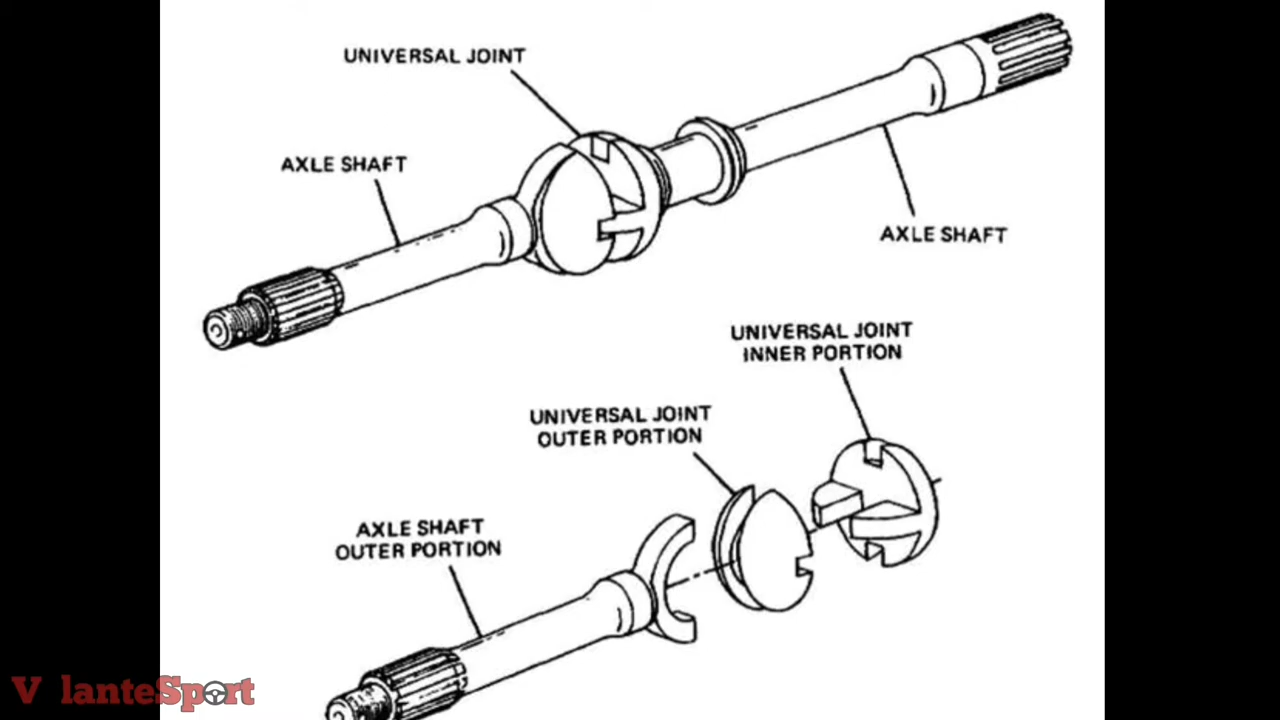 UNIVERSAL JOINT
AXLE SHAFT
AXLE SHAFT
UNIVERSAL JOINT
INNER PORTION
UNIVERSAL JOINT
OUTER PORTION
AXLE SHAFT
OUTER PORTION
VolanteSport